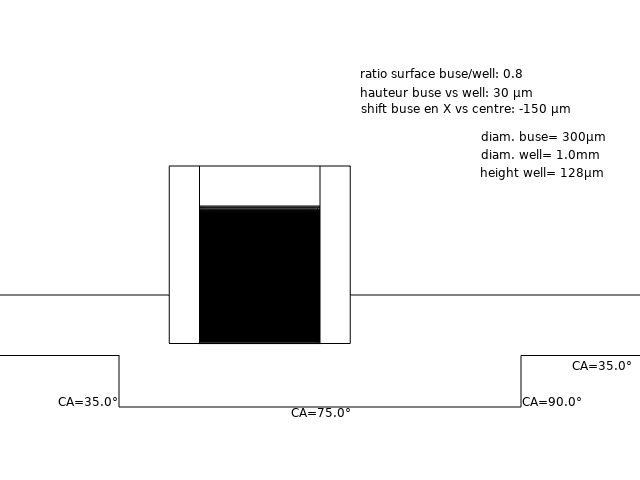 ratio surface buse/well: 0.8
hauteur buse vs well: 30 μm
shift buse en X vs centre: -150 μm
diam. buse= 300μm
diam. well= 1.0mm
height well= 128μm
CA=35.0°
CA=35.0°
CA=90.0°
CA=75.0°